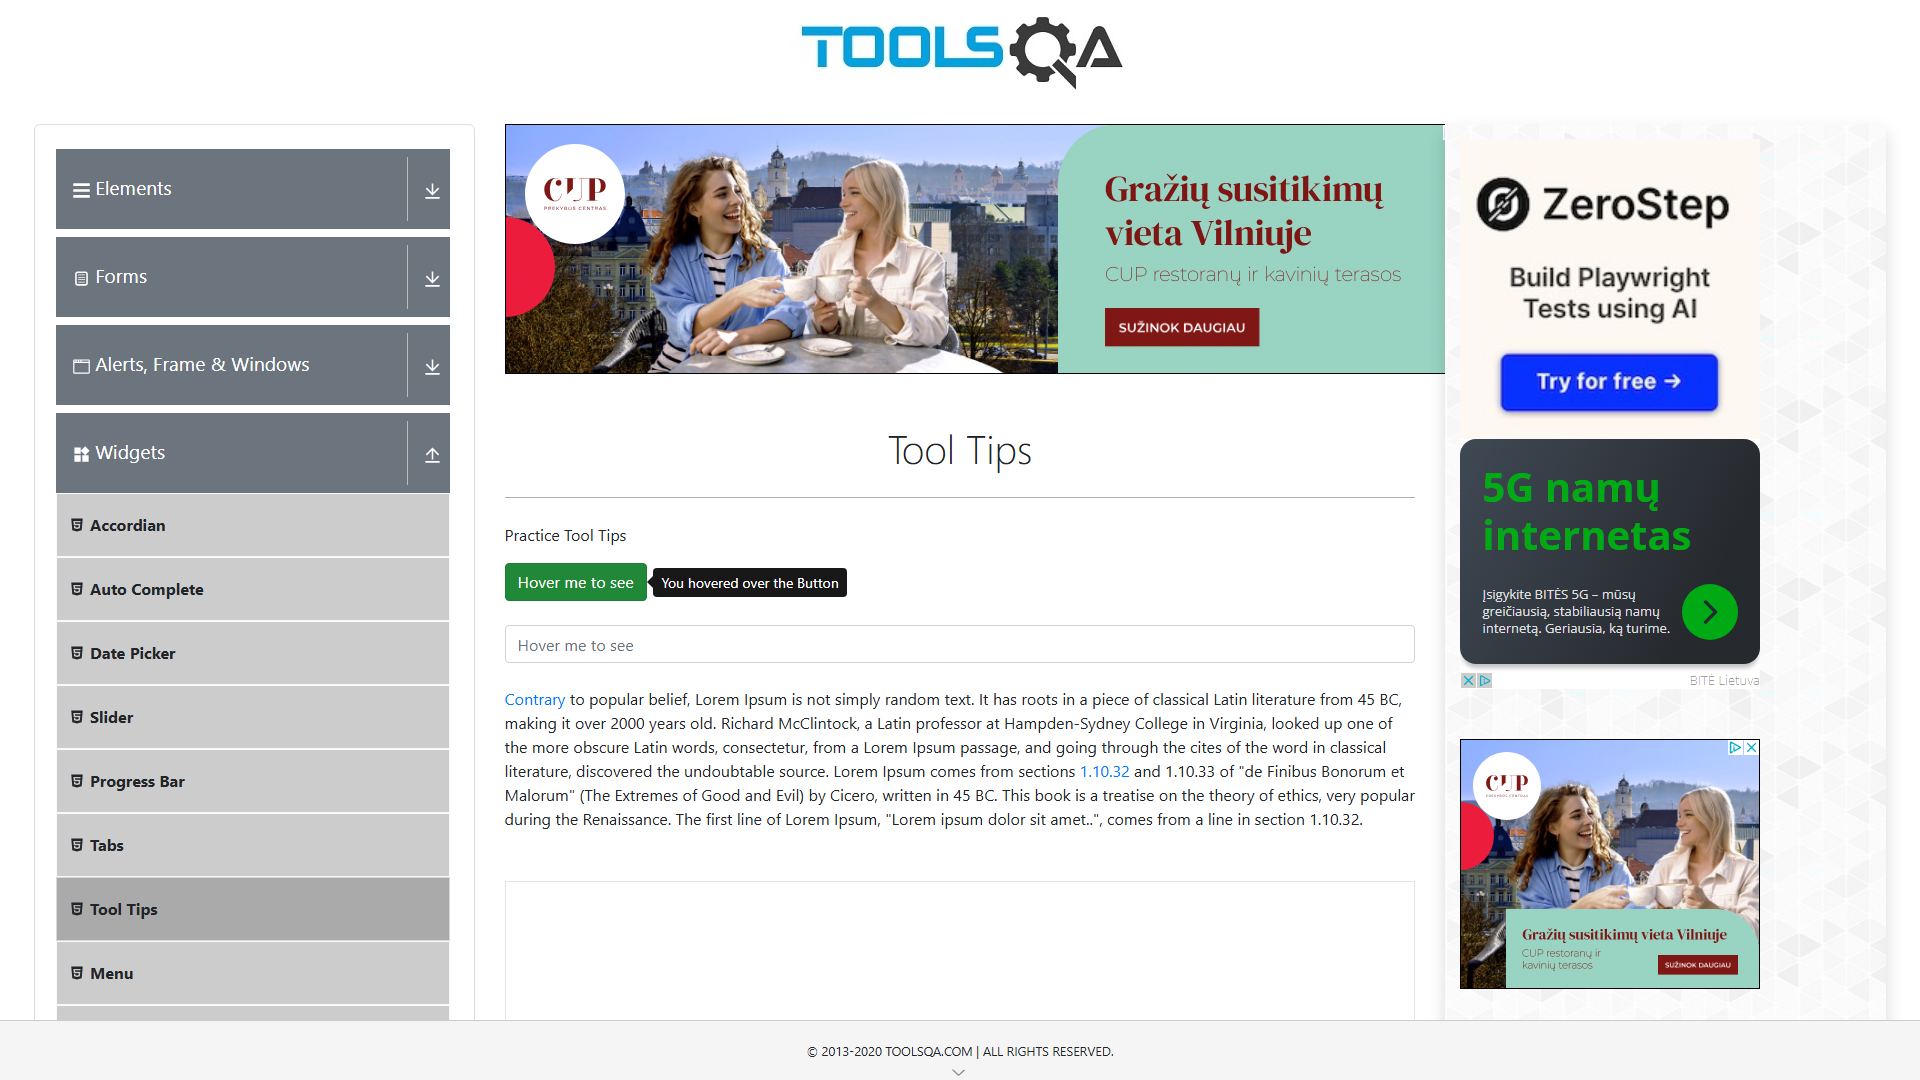 TOOLSQA
Elements
Forms
Alerts, Frame & Windows
Widgets
Accordian
Auto Complete
Date Picker
Slider
Progress Bar
Tabs
Tool Tips
Menu
CUP
PREKYBOS CENTRAS
Gražių susitikimų
vieta Vilniuje
CUP restoranų ir kavinių terasos
SUŽINOK DAUGIAU
Tool Tips
Practice Tool Tips
Hover me to see
You hovered over the Button
Hover me to see
Contrary to popular belief, Lorem Ipsum is not simply random text. It has roots in a piece of classical Latin literature from 45 BC,
making it over 2000 years old. Richard McClintock, a Latin professor at Hampden-Sydney College in Virginia, looked up one of
the more obscure Latin words, consectetur, from a Lorem Ipsum passage, and going through the cites of the word in classical
literature, discovered the undoubtable source. Lorem Ipsum comes from sections 1.10.32 and 1.10.33 of "de Finibus Bonorum et
Malorum" (The Extremes of Good and Evil) by Cicero, written in 45 BC. This book is a treatise on the theory of ethics, very popular
during the Renaissance. The first line of Lorem Ipsum, "Lorem ipsum dolor sit amet..", comes from a line in section 1.10.32.
ZeroStep
Build Playwright
Tests using AI
Try for free →
5G namų
internetas
Įsigykite BITĖS 5G – mūsų
greičiausią, stabiliausią namų
internetą. Geriausia, ką turime.
BITĖ Lietuva
CUP
PREKYBOS CENTRAS
Gražių susitikimų vieta Vilniuje
CUP restoranų ir
kavinių terasos
SUŽINOK DAUGIAU
© 2013-2020 TOOLSQA.COM | ALL RIGHTS RESERVED.